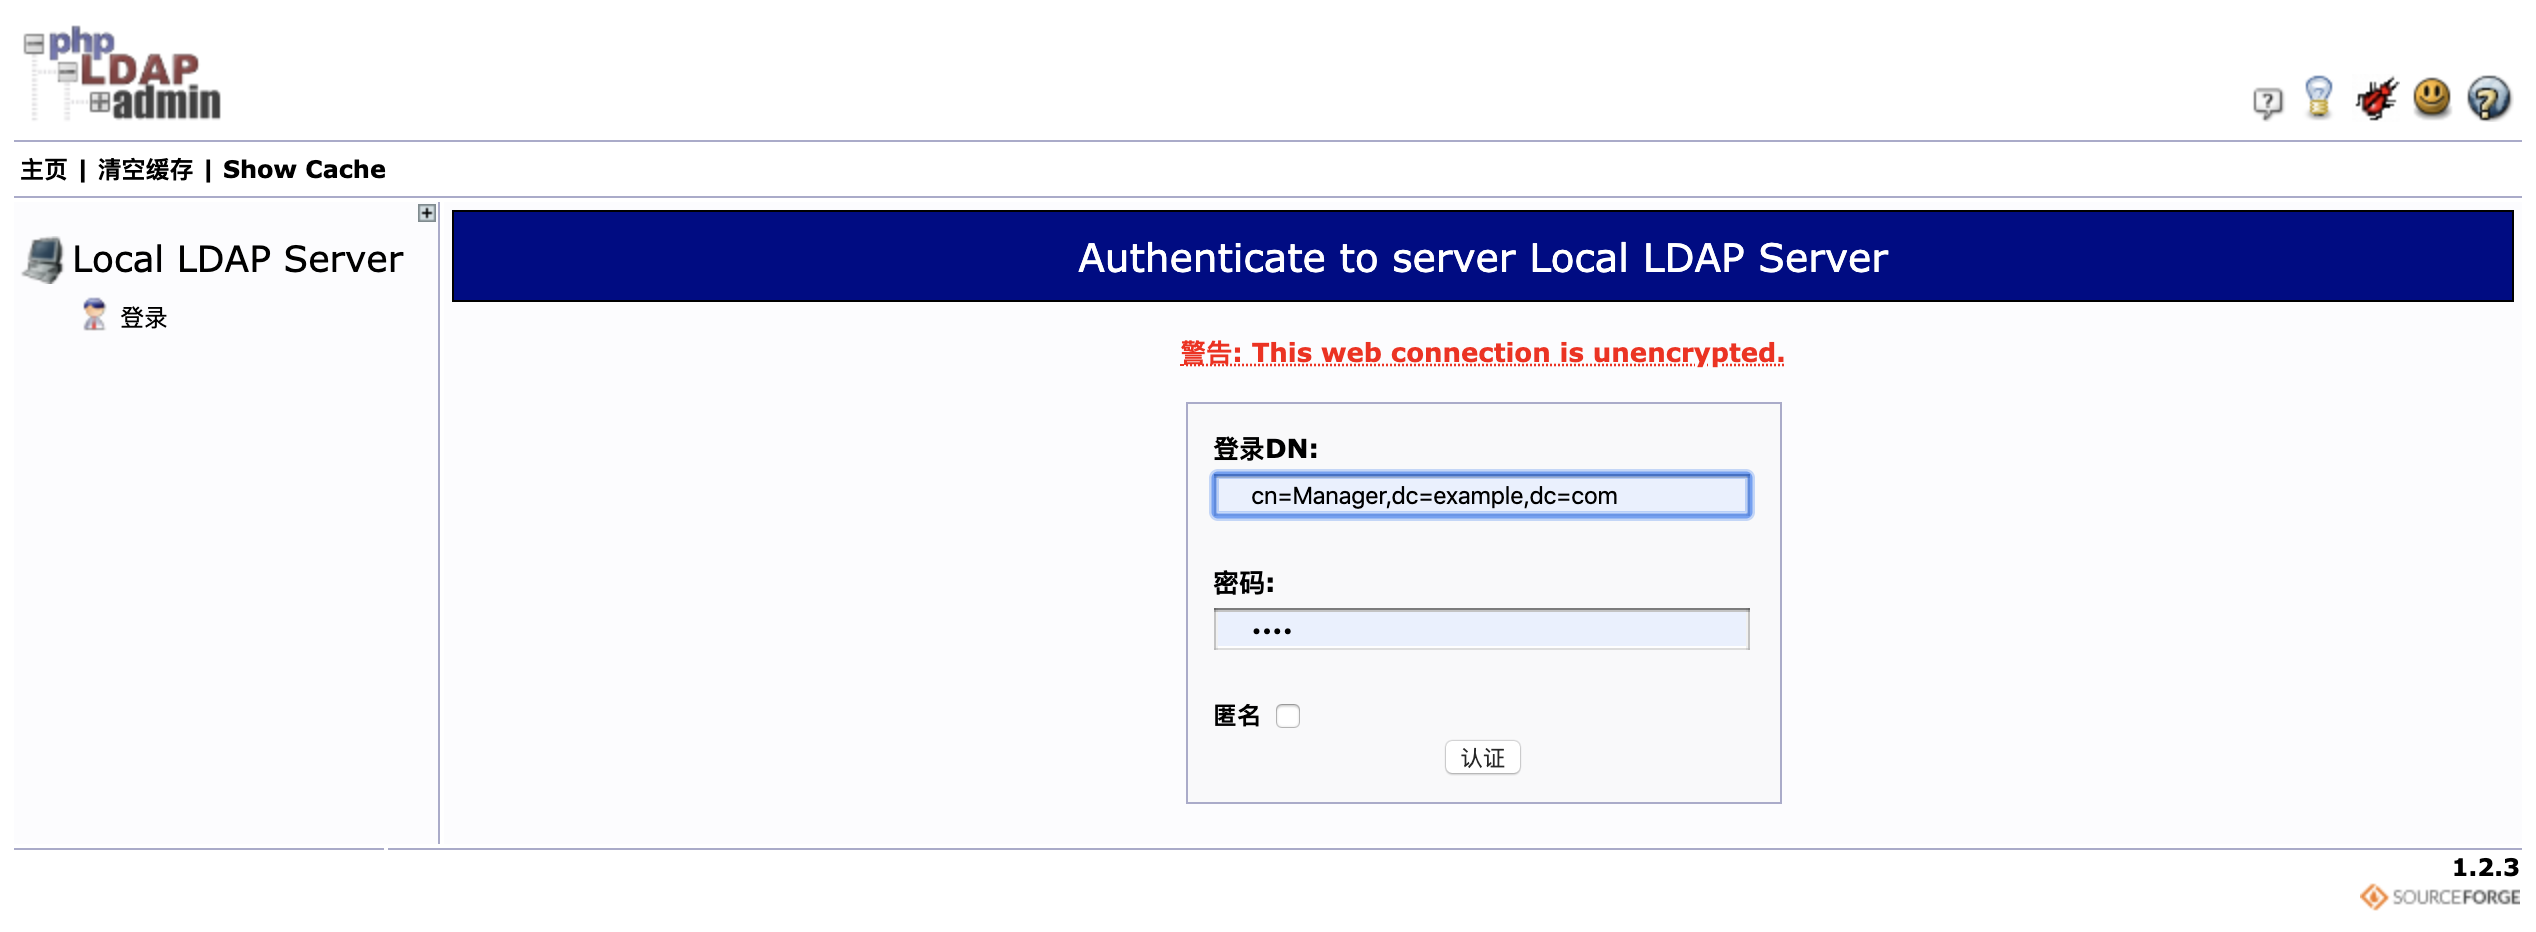 php
LDAP
admin
主页 | 清空缓存 | Show Cache
Local LDAP Server
登录
Authenticate to server Local LDAP Server
警告: This web connection is unencrypted.
登录DN:
cn=Manager,dc=example,dc=com
密码:
••••
匿名
认证
1.2.3
SOURCEFORGE